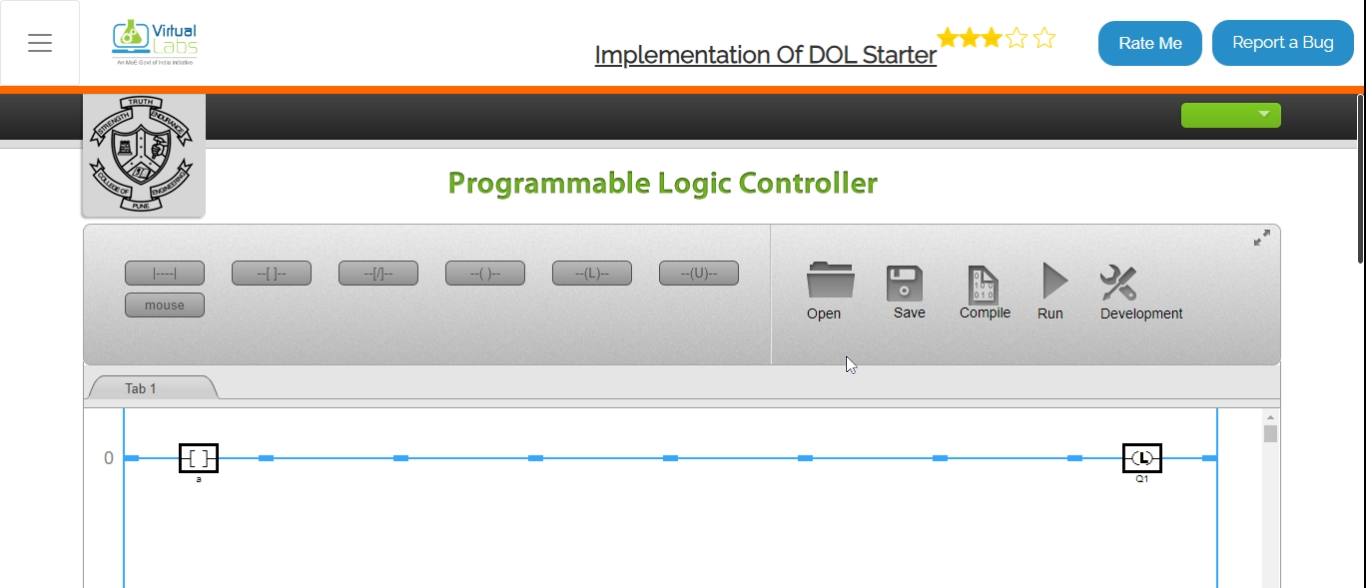 Virtual
Labs
An MoE Govt of India Initiative
Implementation Of DOL Starter
Rate Me
Report a Bug
TRUTH
STRENGTH
ENDURANCE
COLLEGE OF
ENGINEERING
PUNE
Programmable Logic Controller
|----|
--[ ]--
--[/]--
--( )--
--(L)--
--(U)--
mouse
Open
Save
Compile
Run
Development
Tab 1
0
[ ]
a
(L)
Q1